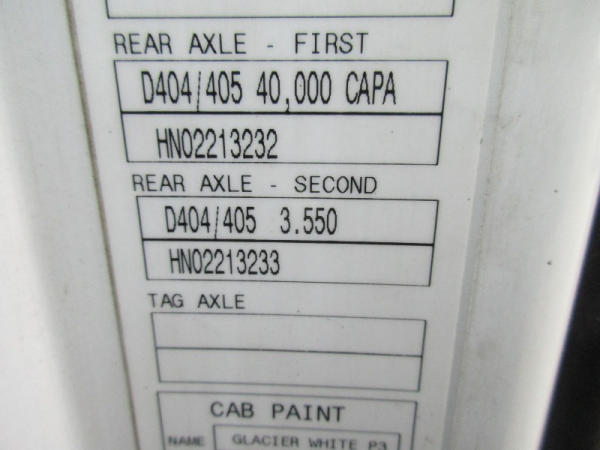 REAR AXLE - FIRST
D404/405 40,000 CAPA
HN02213232
REAR AXLE - SECOND
D404/405 3.550
HN02213233
TAG AXLE
CAB PAINT
NAME GLACIER WHITE P3